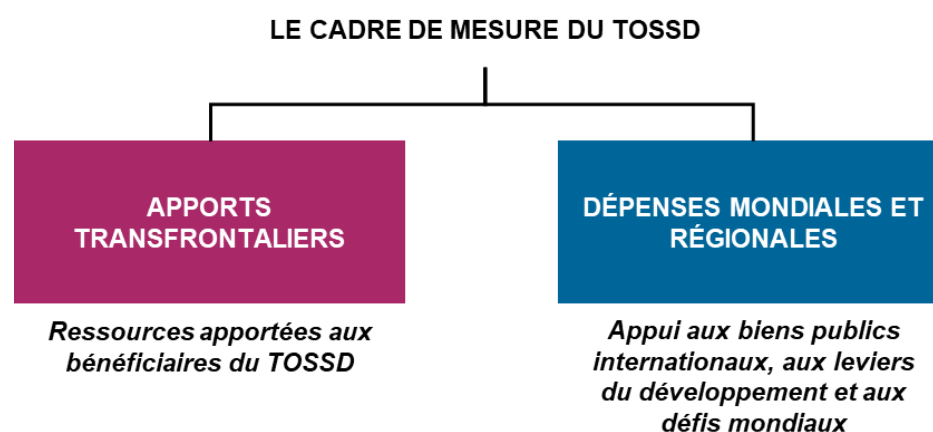 LE CADRE DE MESURE DU TOSSD
APPORTS
TRANSFRONTALIERS
Ressources apportées aux
bénéficiaires du TOSSD
DÉPENSES MONDIALES ET
RÉGIONALES
Appui aux biens publics
internationaux, aux leviers
du développement et aux
défis mondiaux